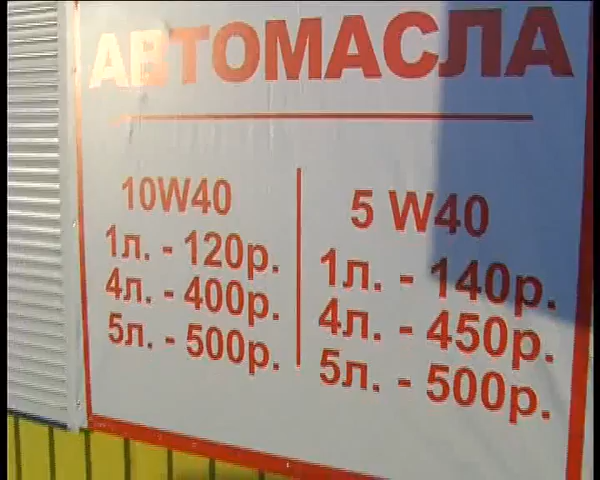 АВТОМАСЛА
10W40
1л. - 120р.
4л. - 400р.
5л. - 500р.
5 W40
1л. - 140р.
4л. - 450р.
5л. - 500р.